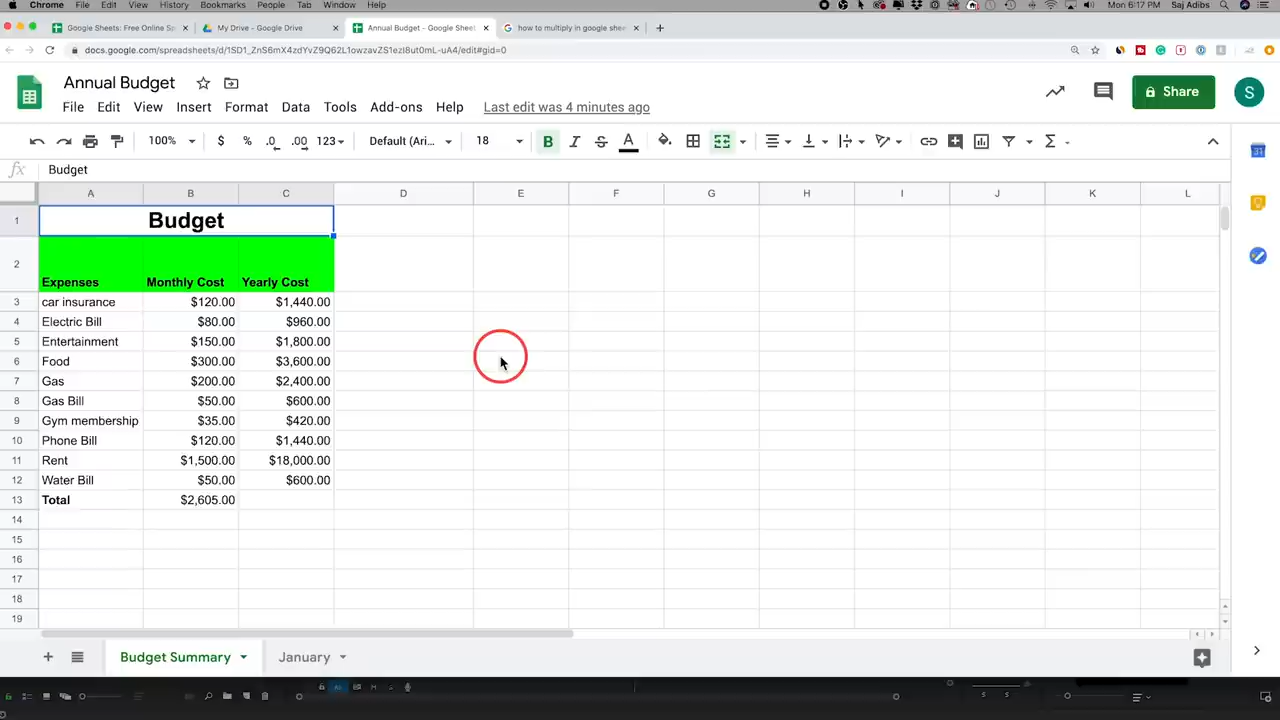 Chrome File Edit View History Bookmarks People Tab Window Help Mon 6:17 PM Saj Adibs
Google Sheets: Free Online Sp My Drive - Google Drive Annual Budget - Google Sheet how to multiply in google shee
docs.google.com/spreadsheets/d/1SD1_ZnS6mX4zdYvZ9Q62L1owzavZS1ezI8ut0mL-uA4/edit#gid=0
Annual Budget
File Edit View Insert Format Data Tools Add-ons Help Last edit was 4 minutes ago
Share S
100% $ % .0 .00 123 Default (Ari... 18 B I S A Σ
fx Budget
A B C D E F G H I J K L
1 Budget
2 Expenses Monthly Cost Yearly Cost
3 car insurance $120.00 $1,440.00
4 Electric Bill $80.00 $960.00
5 Entertainment $150.00 $1,800.00
6 Food $300.00 $3,600.00
7 Gas $200.00 $2,400.00
8 Gas Bill $50.00 $600.00
9 Gym membership $35.00 $420.00
10 Phone Bill $120.00 $1,440.00
11 Rent $1,500.00 $18,000.00
12 Water Bill $50.00 $600.00
13 Total $2,605.00
14
15
16
17
18
19
Budget Summary January